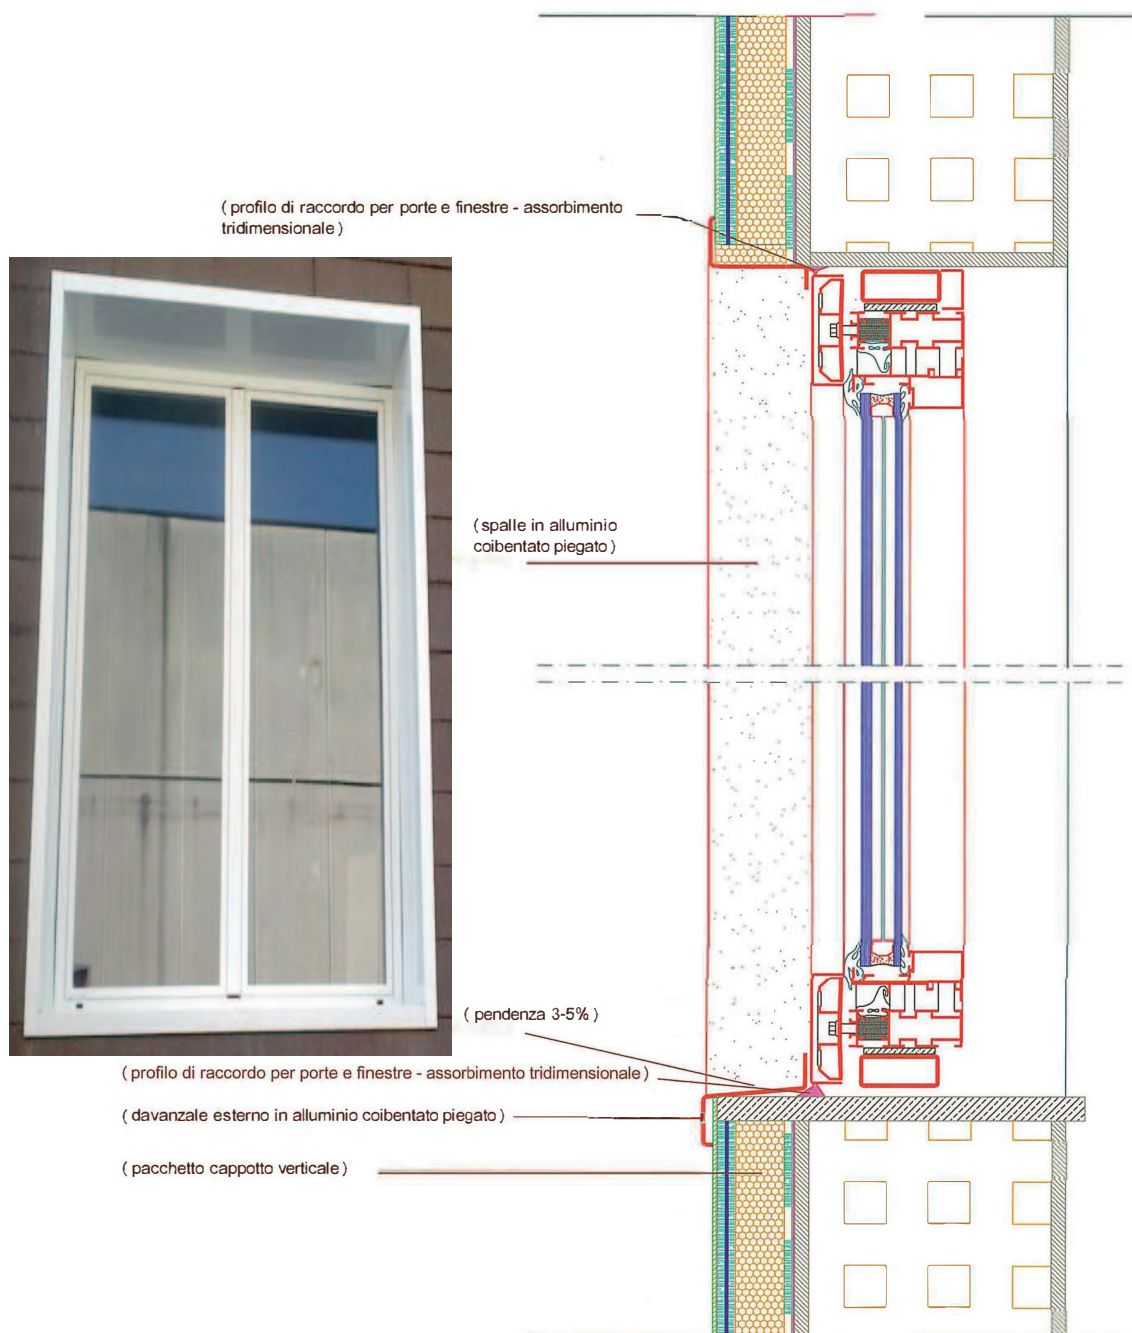 ( profilo di raccordo per porte e finestre - assorbimento
tridimensionale )
( spalle in alluminio
coibentato piegato )
( pendenza 3-5% )
( profilo di raccordo per porte e finestre - assorbimento tridimensionale)
( davanzale esterno in alluminio coibentato piegato )
( pacchetto cappotto verticale )